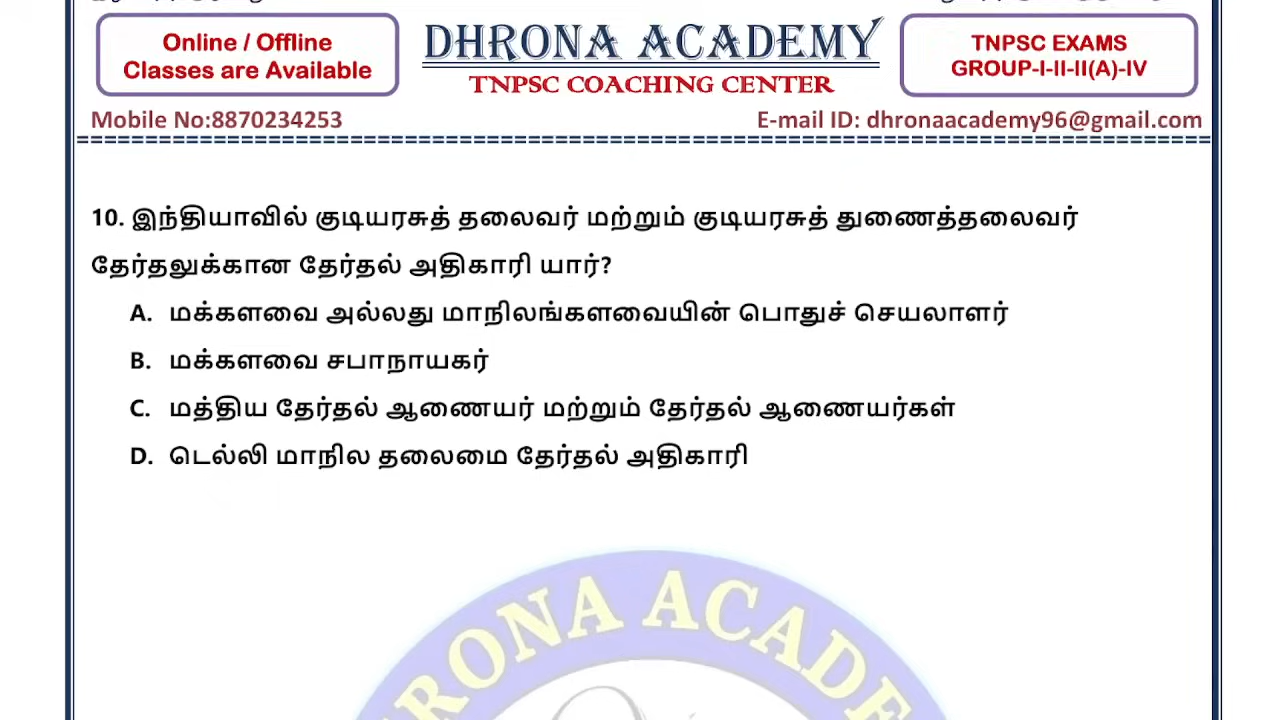 Online / Offline
Classes are Available
DHRONA ACADEMY
TNPSC COACHING CENTER
TNPSC EXAMS
GROUP-I-II-II(A)-IV
Mobile No:8870234253
E-mail ID: dhronaacademy96@gmail.com
10. இந்தியாவில் குடியரசுத் தலைவர் மற்றும் குடியரசுத் துணைத்தலைவர்
தேர்தலுக்கான தேர்தல் அதிகாரி யார்?
A. மக்களவை அல்லது மாநிலங்களவையின் பொதுச் செயலாளர்
B. மக்களவை சபாநாயகர்
C. மத்திய தேர்தல் ஆணையர் மற்றும் தேர்தல் ஆணையர்கள்
D. டெல்லி மாநில தலைமை தேர்தல் அதிகாரி